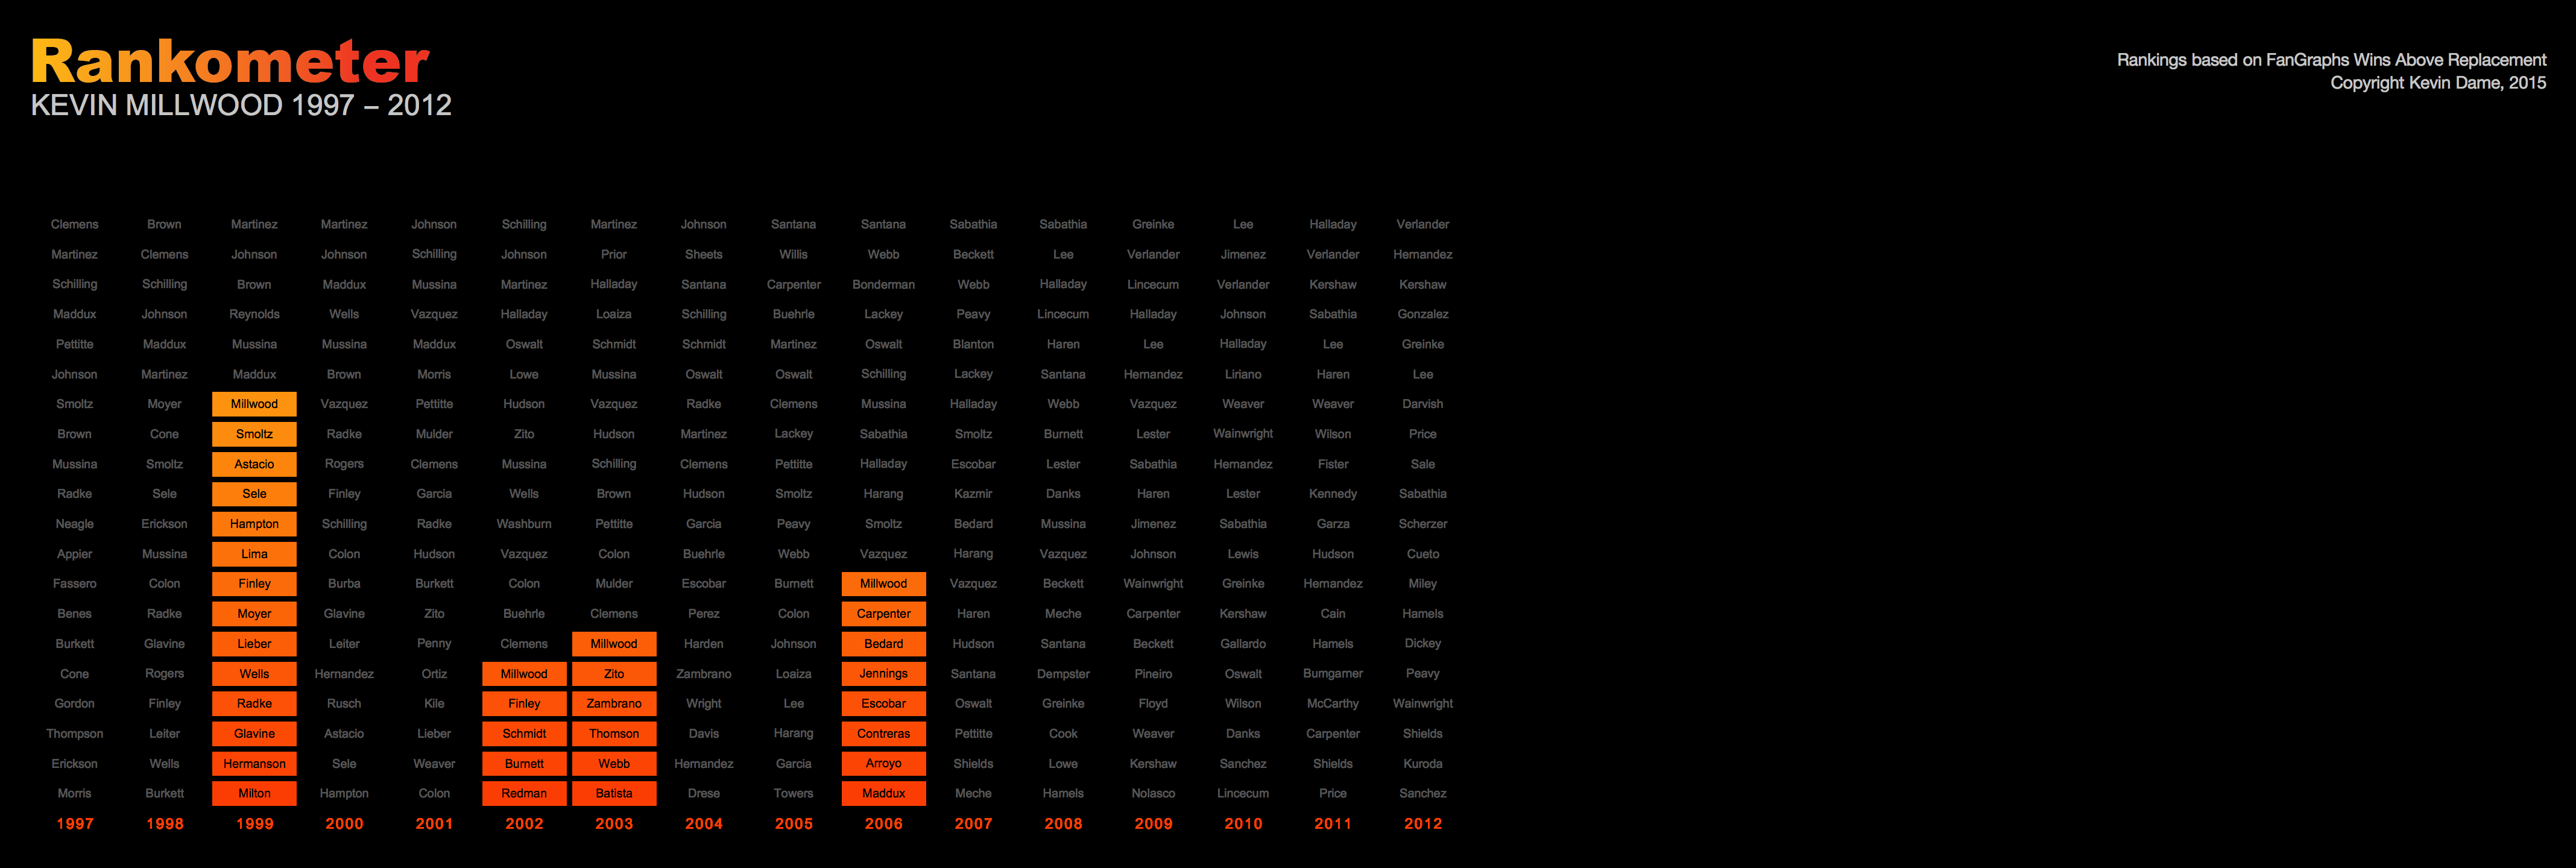 Rankometer
KEVIN MILLWOOD 1997 – 2012
Rankings based on FanGraphs Wins Above Replacement
Copyright Kevin Dame, 2015
Clemens Brown Martinez Martinez Johnson Schilling Martinez Johnson Santana Santana Sabathia Sabathia Greinke Lee Halladay Verlander
Martinez Clemens Johnson Johnson Schilling Johnson Prior Sheets Willis Webb Beckett Lee Verlander Jimenez Verlander Hernandez
Schilling Schilling Brown Maddux Mussina Martinez Halladay Santana Carpenter Bonderman Webb Halladay Lincecum Verlander Kershaw Kershaw
Maddux Johnson Reynolds Wells Vazquez Halladay Loaiza Schilling Buehrle Lackey Peavy Lincecum Halladay Johnson Sabathia Gonzalez
Pettitte Maddux Mussina Mussina Maddux Oswalt Schmidt Schmidt Martinez Oswalt Blanton Haren Lee Halladay Lee Greinke
Johnson Martinez Maddux Brown Morris Lowe Mussina Oswalt Oswalt Schilling Lackey Santana Hernandez Liriano Haren Lee
Smoltz Moyer Millwood Vazquez Pettitte Hudson Vazquez Radke Clemens Mussina Halladay Webb Vazquez Weaver Weaver Darvish
Brown Cone Smoltz Radke Mulder Zito Hudson Martinez Lackey Sabathia Smoltz Burnett Lester Wainwright Wilson Price
Mussina Smoltz Astacio Rogers Clemens Mussina Schilling Clemens Pettitte Halladay Escobar Lester Sabathia Hernandez Fister Sale
Radke Sele Sele Finley Garcia Wells Brown Hudson Smoltz Harang Kazmir Danks Haren Lester Kennedy Sabathia
Neagle Erickson Hampton Schilling Radke Washburn Pettitte Garcia Peavy Smoltz Bedard Mussina Jimenez Sabathia Garza Scherzer
Appier Mussina Lima Colon Hudson Vazquez Colon Buehrle Webb Vazquez Harang Vazquez Johnson Lewis Hudson Cueto
Fassero Colon Finley Burba Burkett Colon Mulder Escobar Burnett Millwood Vazquez Beckett Wainwright Greinke Hernandez Miley
Benes Radke Moyer Glavine Zito Buehrle Clemens Perez Colon Carpenter Haren Meche Carpenter Kershaw Cain Hamels
Burkett Glavine Lieber Leiter Penny Clemens Millwood Harden Johnson Bedard Hudson Santana Beckett Gallardo Hamels Dickey
Cone Rogers Wells Hernandez Ortiz Millwood Zito Zambrano Loaiza Jennings Santana Dempster Pineiro Oswalt Bumgarner Peavy
Gordon Finley Radke Rusch Kile Finley Zambrano Wright Lee Escobar Oswalt Greinke Floyd Wilson McCarthy Wainwright
Thompson Leiter Glavine Astacio Lieber Schmidt Thomson Davis Harang Contreras Pettitte Cook Weaver Danks Carpenter Shields
Erickson Wells Hermanson Sele Weaver Burnett Webb Hernandez Garcia Arroyo Shields Lowe Kershaw Sanchez Shields Kuroda
Morris Burkett Milton Hampton Colon Redman Batista Drese Towers Maddux Meche Hamels Nolasco Lincecum Price Sanchez
1997 1998 1999 2000 2001 2002 2003 2004 2005 2006 2007 2008 2009 2010 2011 2012